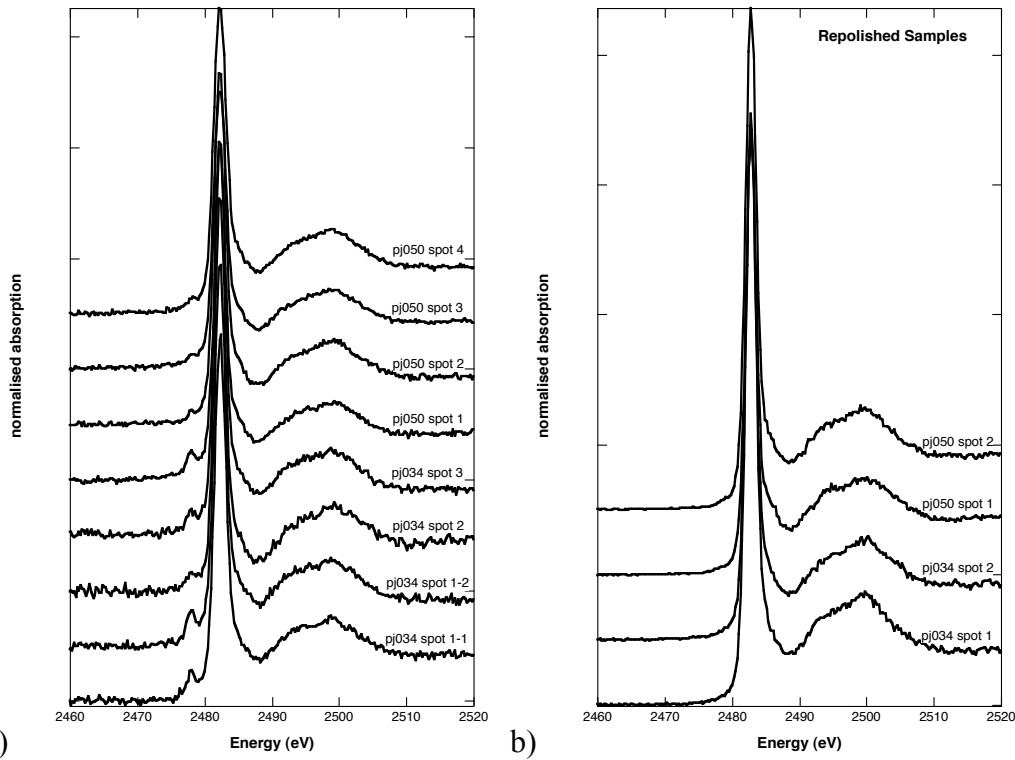 normalised absorption
pj050 spot 4
pj050 spot 3
pj050 spot 2
pj050 spot 1
pj034 spot 3
pj034 spot 2
pj034 spot 1-2
pj034 spot 1-1
2460 2470 2480 2490 2500 2510 2520
Energy (eV)
)
Repolished Samples
normalised absorption
pj050 spot 2
pj050 spot 1
pj034 spot 2
pj034 spot 1
2460 2470 2480 2490 2500 2510 2520
Energy (eV)
b)